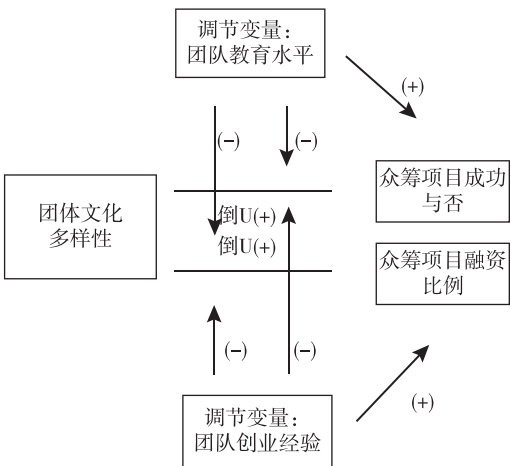 调节变量:
团队教育水平
(+)
(−)
(−)
众筹项目成功
与否
团体文化
多样性
倒U(+)
倒U(+)
众筹项目融资
比例
(−)
(−)
(+)
调节变量:
团队创业经验